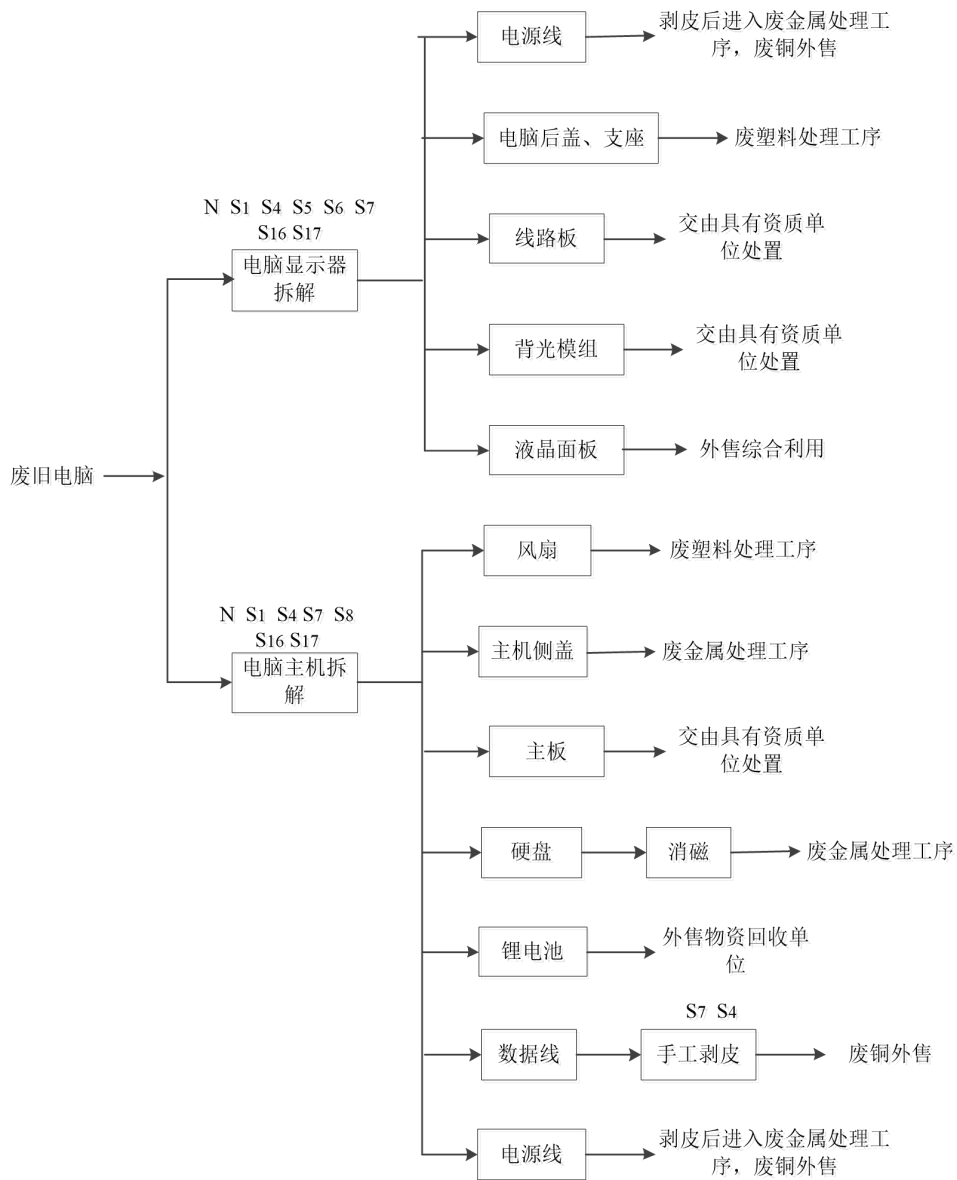 电源线
剥皮后进入废金属处理工
序，废铜外售
电脑后盖、支座
废塑料处理工序
N S1 S4 S5 S6 S7
S16 S17
电脑显示器
拆解
线路板
交由具有资质单
位处置
背光模组
交由具有资质单
位处置
液晶面板
外售综合利用
废旧电脑
风扇
废塑料处理工序
N S1 S4 S7 S8
S16 S17
电脑主机拆
解
主机侧盖
废金属处理工序
主板
交由具有资质单
位处置
硬盘
消磁
废金属处理工序
锂电池
外售物资回收单
位
S7 S4
数据线
手工剥皮
废铜外售
电源线
剥皮后进入废金属处理工
序，废铜外售